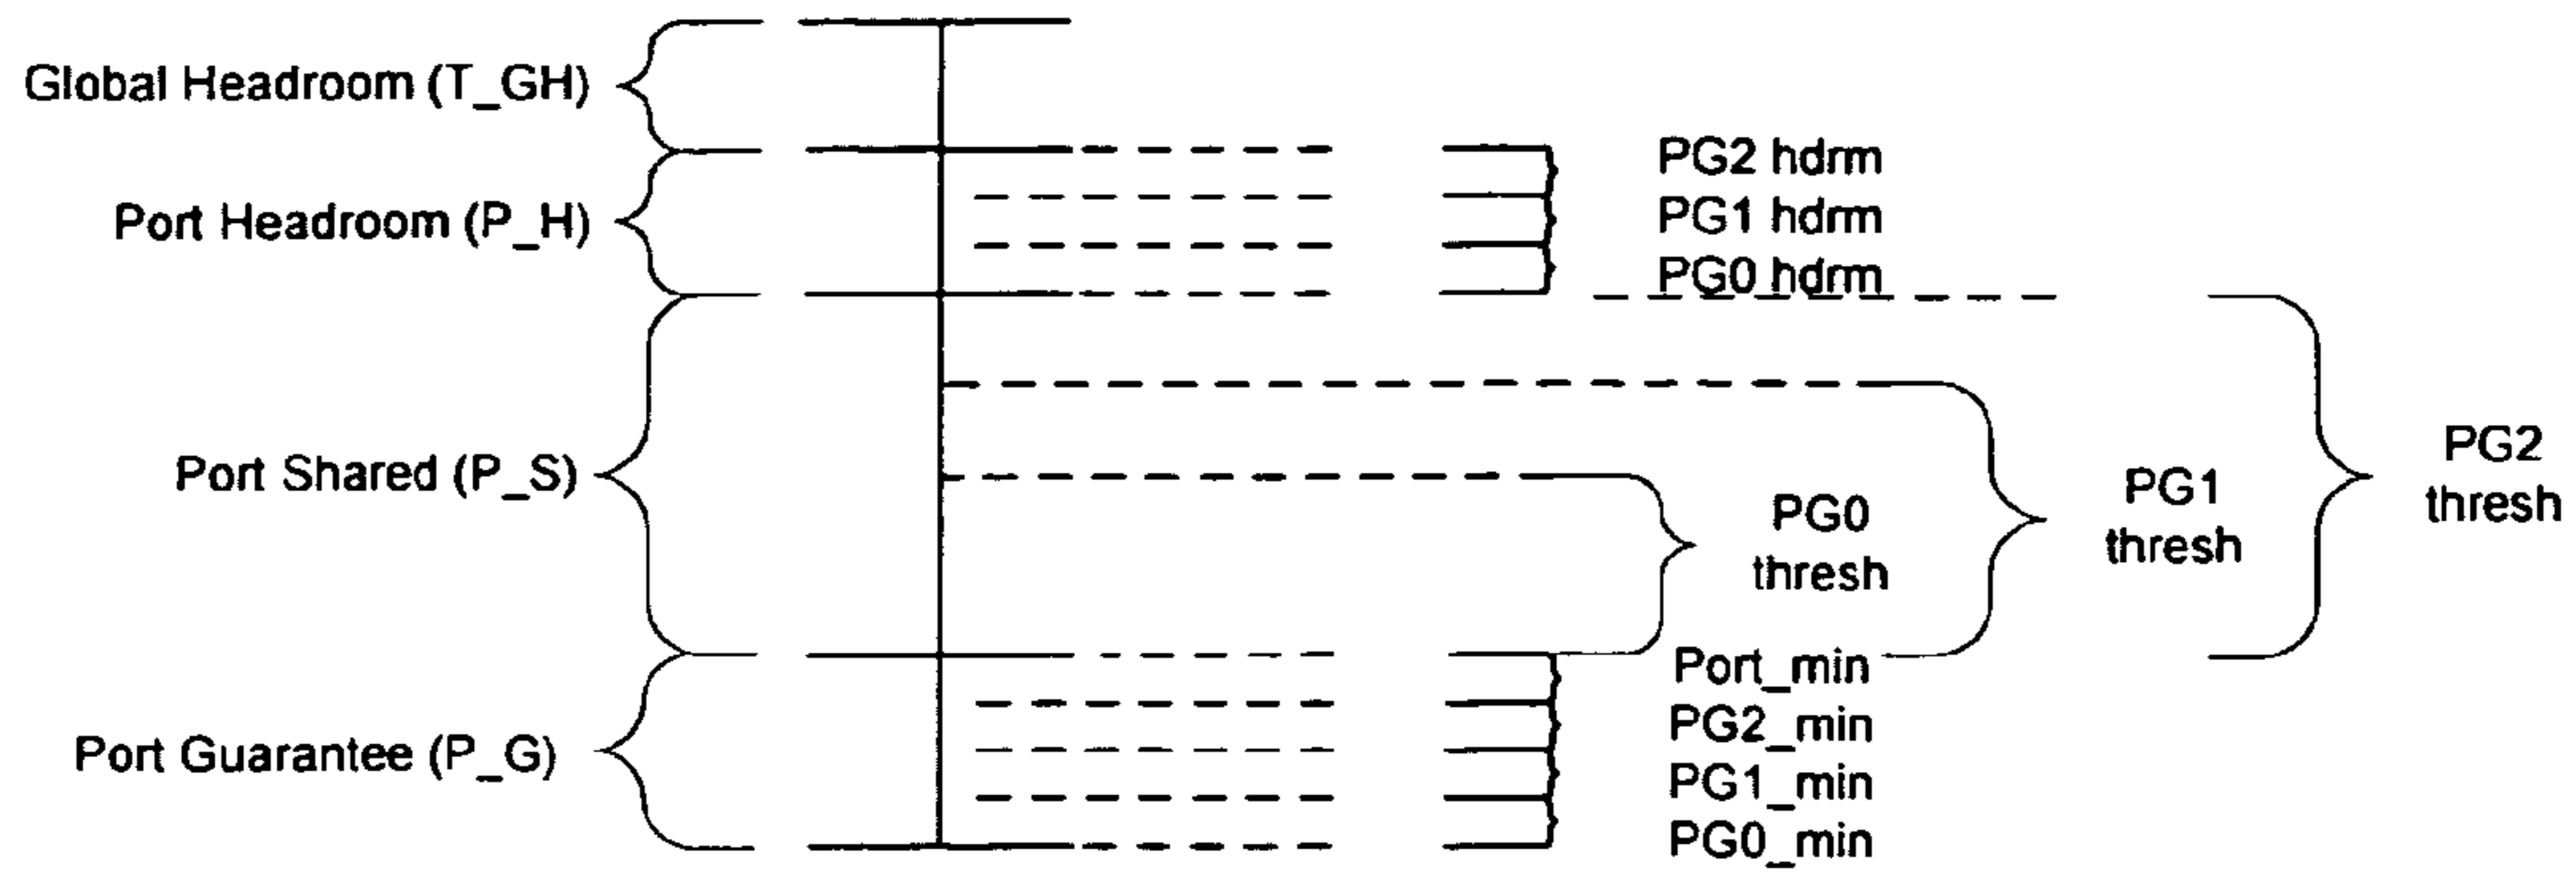 Global Headroom (T_GH)
Port Headroom (P_H)
Port Shared (P_S)
Port Guarantee (P_G)
PG2 hdrm
PG1 hdrm
PG0 hdrm
PG0
thresh
PG1
thresh
PG2
thresh
Port_min
PG2_min
PG1_min
PG0_min